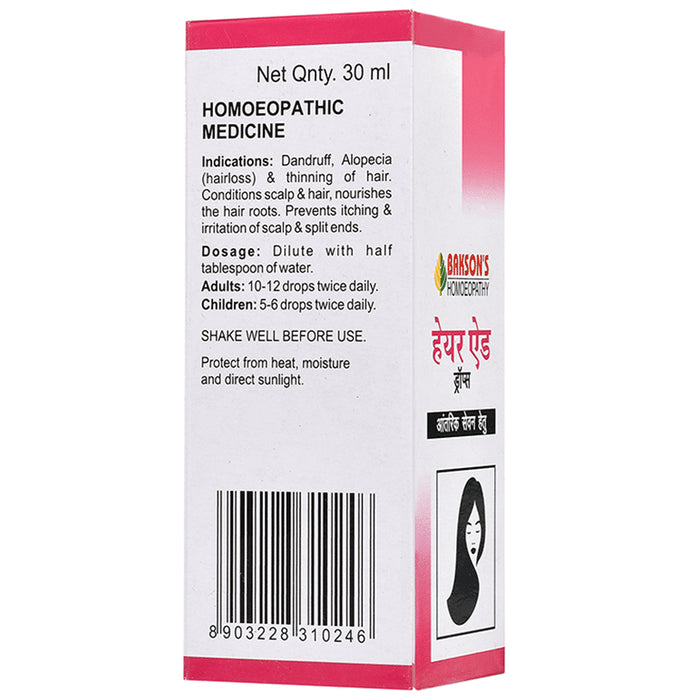 Net Qnty. 30 ml
HOMOEOPATHIC
MEDICINE
Indications: Dandruff, Alopecia
(hairloss) & thinning of hair.
Conditions scalp & hair, nourishes
the hair roots. Prevents itching &
irritation of scalp & split ends.
Dosage: Dilute with half
tablespoon of water.
Adults: 10-12 drops twice daily.
Children: 5-6 drops twice daily.
SHAKE WELL BEFORE USE.
Protect from heat, moisture
and direct sunlight.
8 903228 310246
BAKSON'S
HOMOEOPATHY
हेयर ऐड
ड्रॉप्स
आंतरिक सेवन हेतु